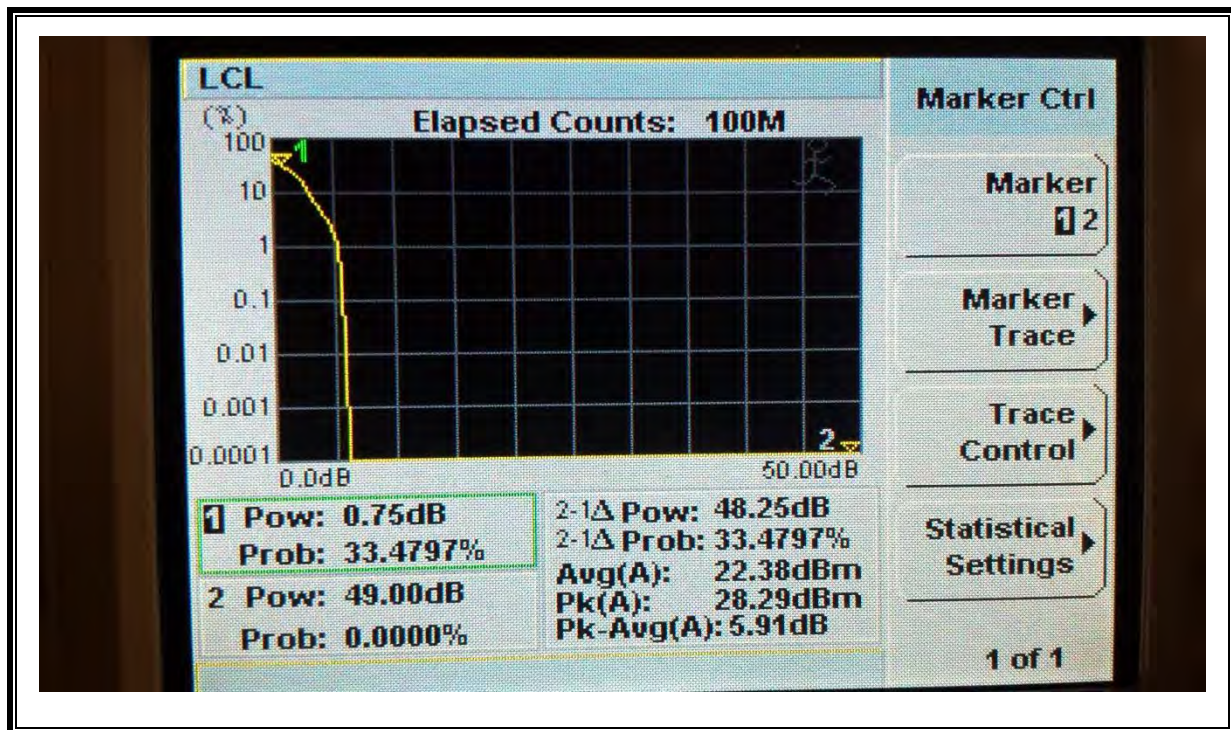 LCL
(%)
Elapsed Counts: 100M
100
1
10
1
0.1
0.01
0.001
0.0001
2
0.0dB
50.00dB
1 Pow: 0.75dB
Prob: 33.4797%
2 Pow: 49.00dB
Prob: 0.0000%
2-1Δ Pow: 48.25dB
2-1Δ Prob: 33.4797%
Avg(A): 22.38dBm
Pk(A): 28.29dBm
Pk-Avg(A): 5.91dB
Marker Ctrl
Marker
1 2
Marker
Trace
Trace
Control
Statistical
Settings
1 of 1